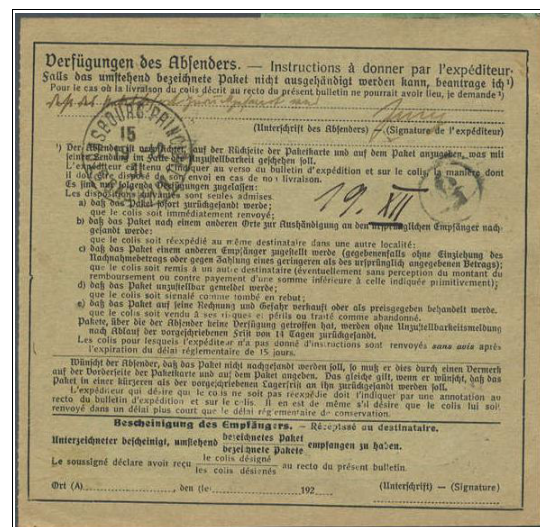 Verfügungen des Absenders. — Instructions à donner par l'expéditeur.
Falls das umstehend bezeichnete Paket nicht ausgehändigt werden kann, beantrage ich¹)
Pour le cas où la livraison du colis décrit au recto du présent bulletin ne pourrait avoir lieu, je demande¹)
(Unterschrift des Absenders) — (Signature de l'expéditeur)
15
¹) Der Absender ist verpflichtet, auf der Rückseite der Paketkarte und auf dem Paket anzugeben, was mit
seiner Sendung im Falle der Unzustellbarkeit geschehen soll.
L'expéditeur est tenu d'indiquer au verso du bulletin d'expédition et sur le colis, la manière dont
il doit être disposé de son envoi en cas de non livraison.
Es sind nur folgende Verfügungen zugelassen:
Les dispositions suivantes sont seules admises
a) daß das Paket sofort zurückgesandt werde;
que le colis soit immédiatement renvoyé;
19. XII
b) daß das Paket nach einem anderen Orte zur Aushändigung an den ursprünglichen Empfänger nach-
gesandt werde:
que le colis soit réexpédié au même destinataire dans une autre localité;
c) daß das Paket einem anderen Empfänger zugestellt werde (gegebenenfalls ohne Einziehung des
Nachnahmebetrags oder gegen Zahlung eines geringeren als des ursprünglich angegebenen Betrags);
que le colis soit remis à un autre destinataire (éventuellement sans perception du montant du
remboursement ou contre payement d'une somme inférieure à celle indiquée primitivement);
d) daß das Paket unzustellbar gemeldet werde;
que le colis soit signalé comme tombé en rebut;
e) daß das Paket auf seine Rechnung und Gefahr verkauft oder als preisgegeben behandelt werde.
que le colis soit vendu à ses risques et périls ou traité comme abandonné.
Pakete, über die der Absender keine Verfügung getroffen hat, werden ohne Unzustellbarkeitsmeldung
nach Ablauf der vorgeschriebenen Frist von 14 Tagen zurückgesandt.
Les colis pour lesquels l'expéditeur n'a pas donné d'instructions sont renvoyés sans avis après
l'expiration du délai réglementaire de 15 jours.
Wünscht der Absender, daß das Paket nicht nachgesandt werden soll, so muß er dies durch einen Vermerk
auf der Vorderseite der Paketkarte und auf dem Paket angeben. Das gleiche gilt, wenn er wünscht, daß das
Paket in einer kürzeren als der vorgeschriebenen Lagerfrist an ihn zurückgesandt werden soll.
L'expéditeur qui désire que le colis ne soit pas réexpédié doit l'indiquer par une annotation au
recto du bulletin d'expédition et sur le colis. Il en est de même s'il désire que le colis lui soit
renvoyé dans un délai plus court que le délai réglementaire de conservation.
Bescheinigung des Empfängers. — Récépissé au destinataire.
Unterzeichneter bescheinigt, umstehend bezeichnetes Paket
bezeichnete Pakete empfangen zu haben.
Le soussigné déclare avoir reçu le colis désigné
les colis désignés au recto du présent bulletin.
Ort (A) , den (le) 192 (Unterschrift) — (Signature)